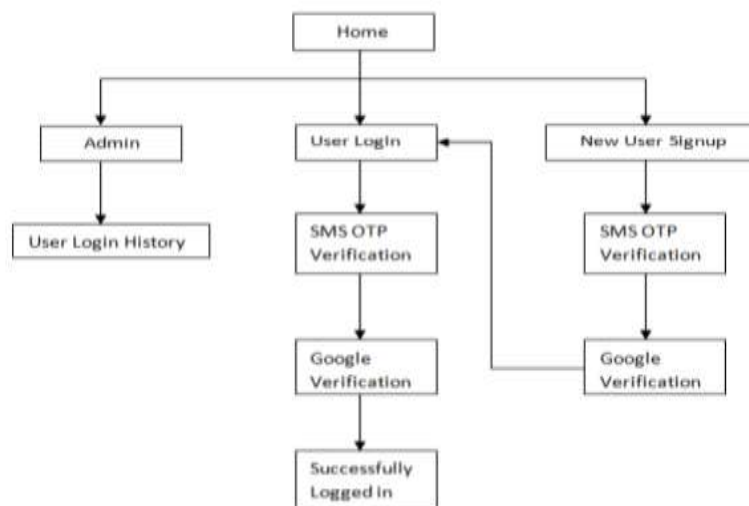 Home
Admin
User Login
New User Signup
User Login History
SMS OTP
Verification
SMS OTP
Verification
Google
Verification
Google
Verification
Successfully
Logged in